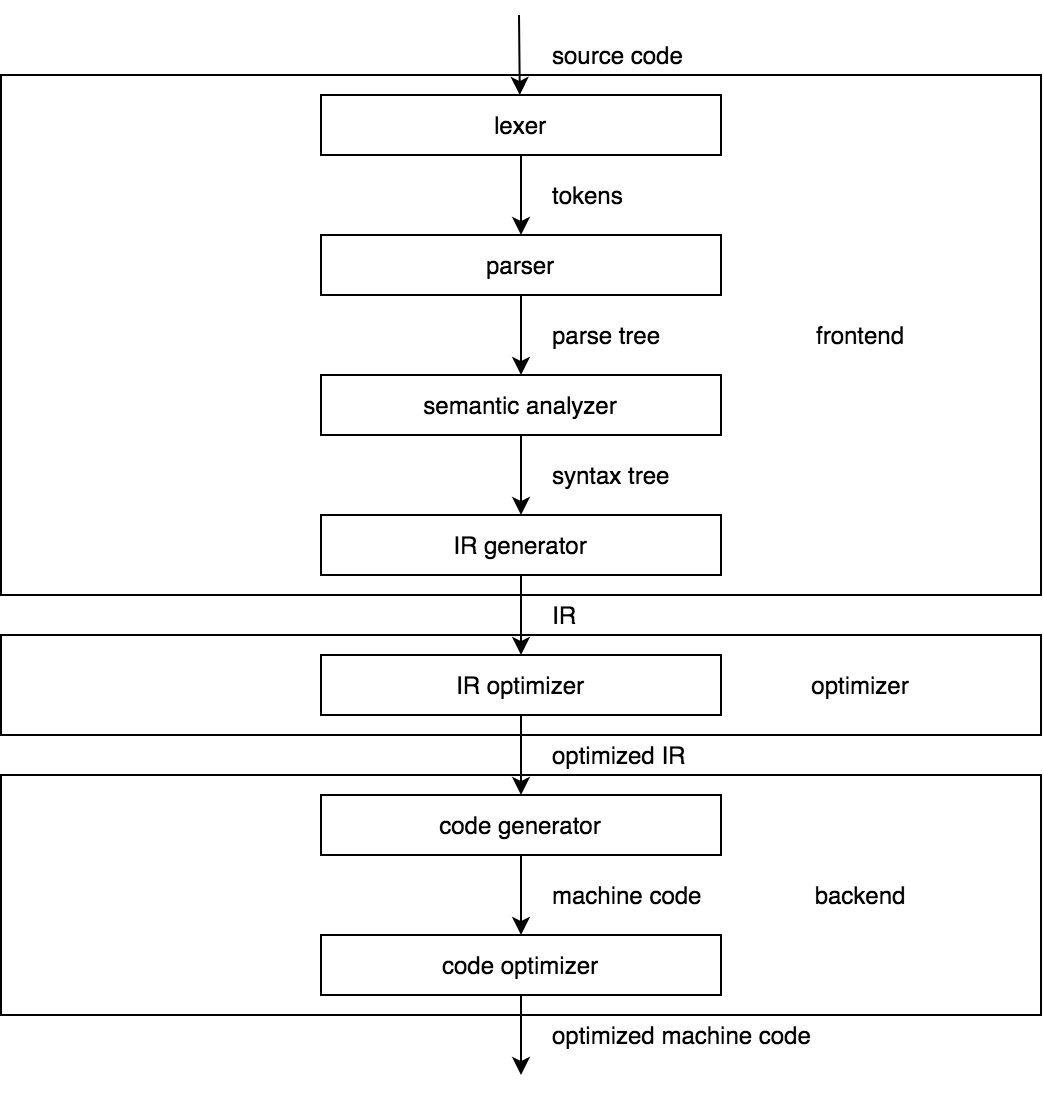 source code
lexer
tokens
parser
parse tree
frontend
semantic analyzer
syntax tree
IR generator
IR
IR optimizer
optimizer
optimized IR
code generator
machine code
backend
code optimizer
optimized machine code